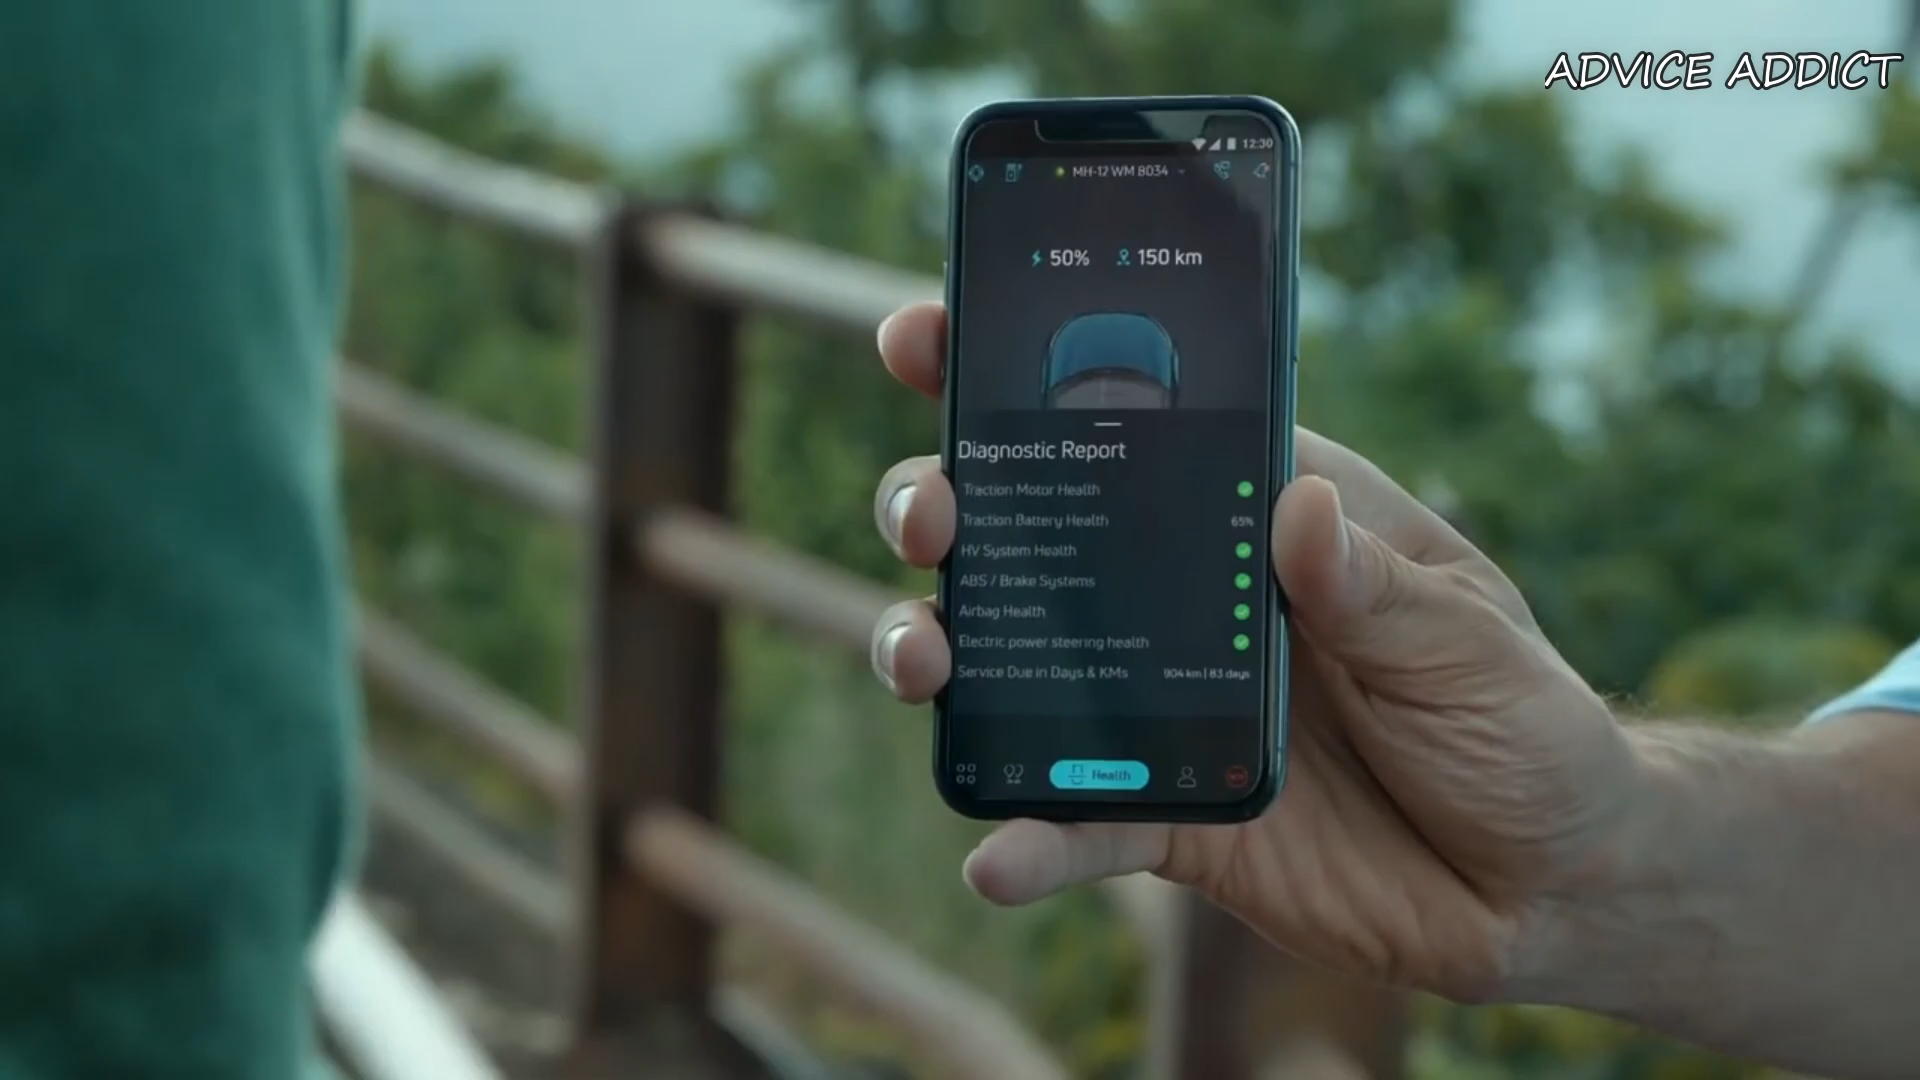 ADVICE ADDICT
12:30
MH-12 WM 8034
50% 150 km
Diagnostic Report
Traction Motor Health
Traction Battery Health 65%
HV System Health
ABS / Brake Systems
Airbag Health
Electric power steering health
Service Due in Days & KMs 904 km | 83 days
Health